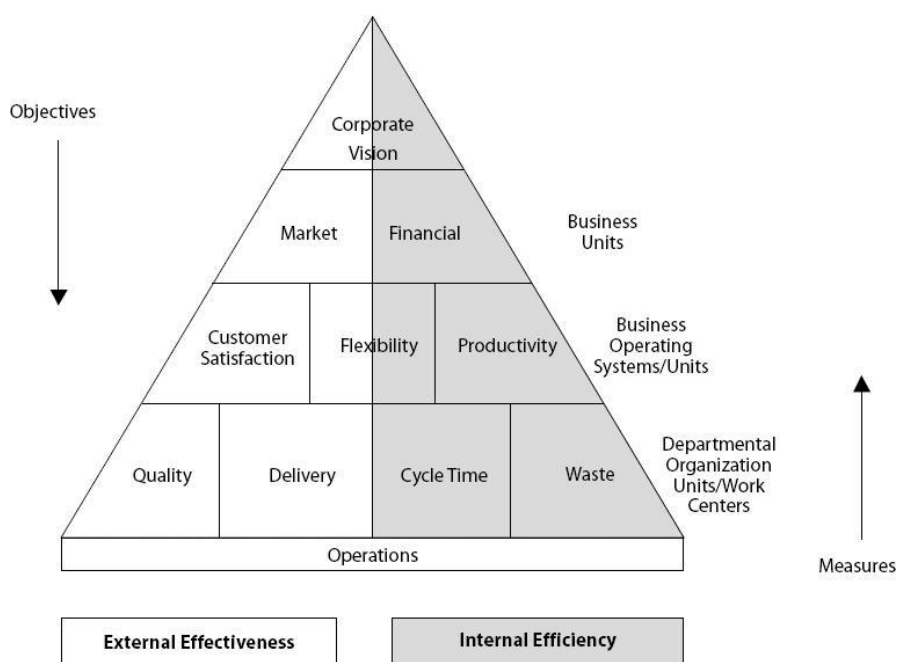 Objectives
Corporate
Vision
Market
Financial
Business
Units
Customer
Satisfaction
Flexibility
Productivity
Business
Operating
Systems/Units
Quality
Delivery
Cycle Time
Waste
Departmental
Organization
Units/Work
Centers
Operations
Measures
External Effectiveness
Internal Efficiency